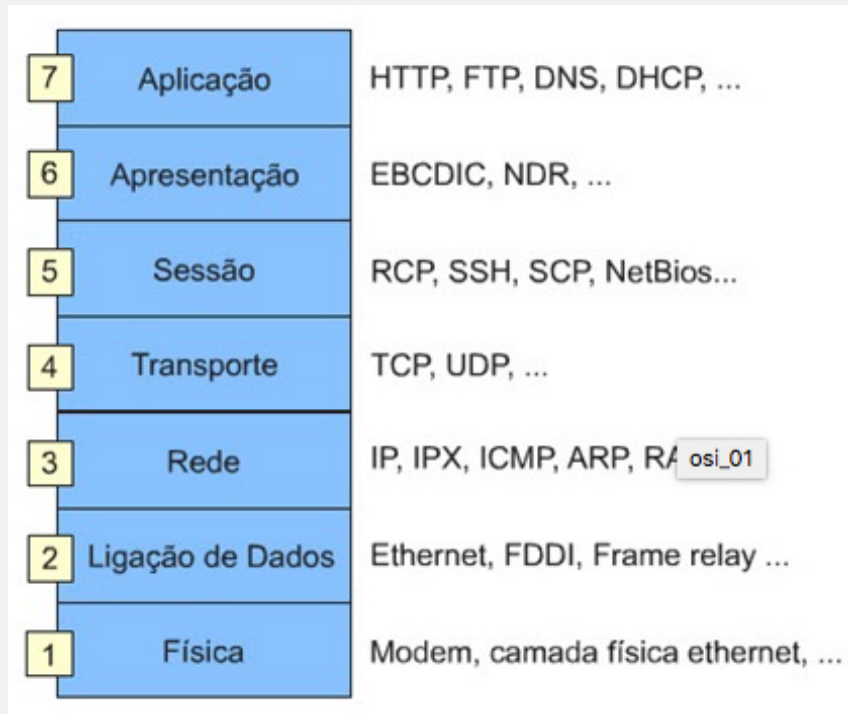 7 Aplicação HTTP, FTP, DNS, DHCP, ...
6 Apresentação EBCDIC, NDR, ...
5 Sessão RCP, SSH, SCP, NetBios...
4 Transporte TCP, UDP, ...
3 Rede IP, IPX, ICMP, ARP, osi_01
2 Ligação de Dados Ethernet, FDDI, Frame relay ...
1 Física Modem, camada física ethernet, ...